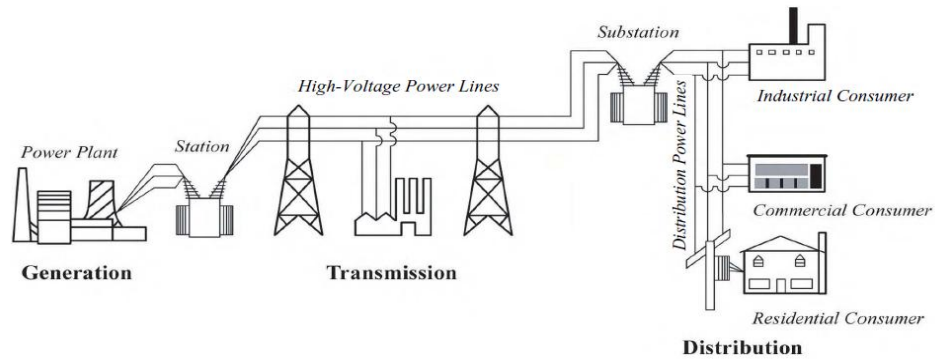 Substation
High-Voltage Power Lines
Industrial Consumer
Power Plant
Station
Distribution Power Lines
Commercial Consumer
Generation
Transmission
Residential Consumer
Distribution